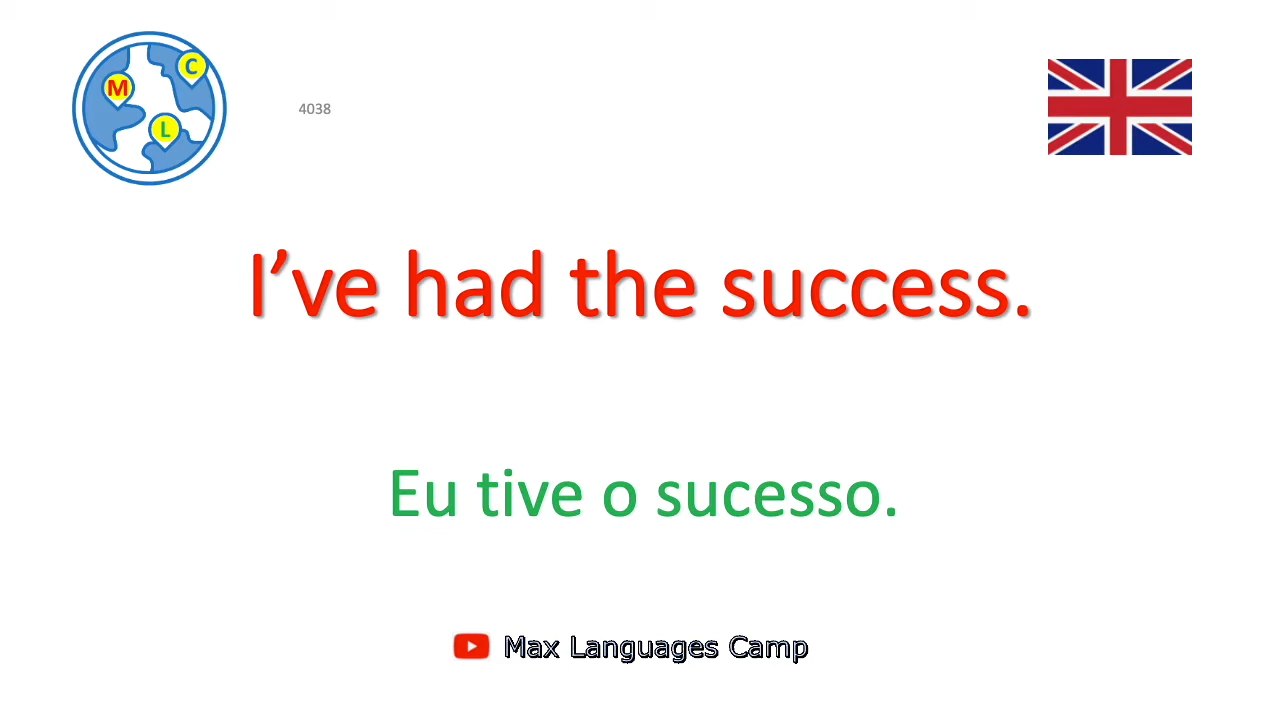 M
C
L
4038
I’ve had the success.
Eu tive o sucesso.
Max Languages Camp